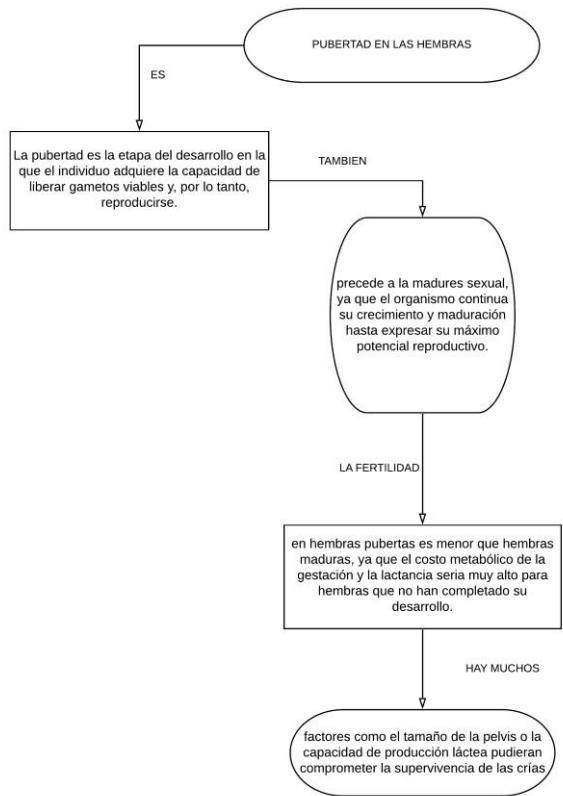 PUBERTAD EN LAS HEMBRAS
ES
La pubertad es la etapa del desarrollo en la
que el individuo adquiere la capacidad de
liberar gametos viables y, por lo tanto,
reproducirse.
TAMBIEN
precede a la madures sexual,
ya que el organismo continua
su crecimiento y maduración
hasta expresar su máximo
potencial reproductivo.
LA FERTILIDAD
en hembras pubertas es menor que hembras
maduras, ya que el costo metabólico de la
gestación y la lactancia seria muy alto para
hembras que no han completado su
desarrollo.
HAY MUCHOS
factores como el tamaño de la pelvis o la
capacidad de producción láctea pudieran
comprometer la supervivencia de las crías